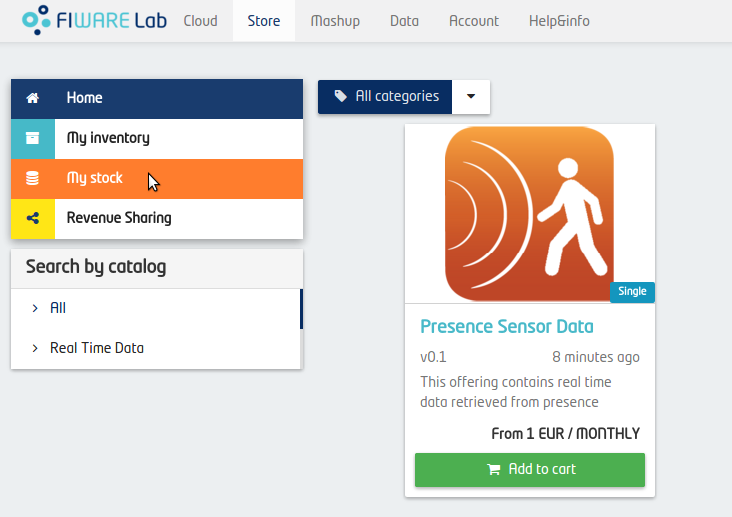 FIWARE Lab Cloud Store Mashup Data Account Help&info
Home
My inventory
My stock
Revenue Sharing
Search by catalog
All
Real Time Data
All categories
Single
Presence Sensor Data
v0.1 8 minutes ago
This offering contains real time
data retrieved from presence
From 1 EUR / MONTHLY
Add to cart